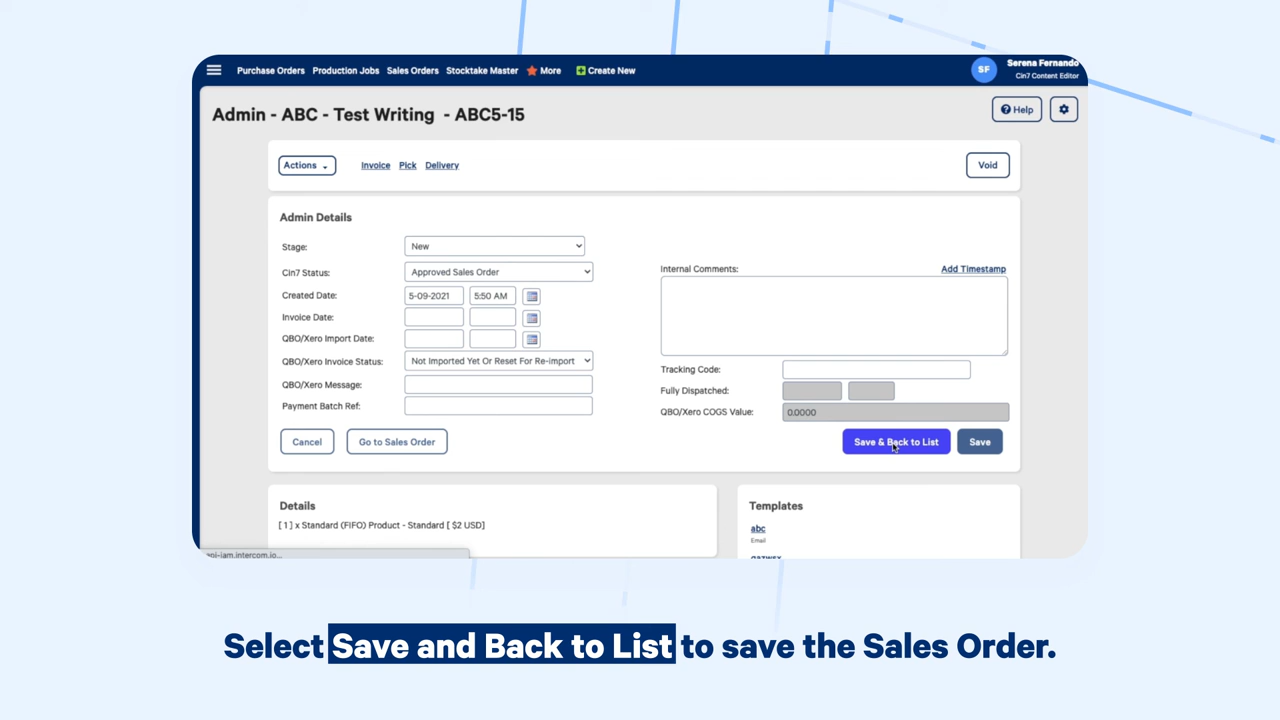 Purchase Orders Production Jobs Sales Orders Stocktake Master More Create New
SF Serena Fernando
Cin7 Content Editor
Admin - ABC - Test Writing - ABC5-15
Help
Actions Invoice Pick Delivery Void
Admin Details
Stage: New
Cin7 Status: Approved Sales Order
Created Date: 5-09-2021 5:50 AM
Invoice Date:
QBO/Xero Import Date:
QBO/Xero Invoice Status: Not Imported Yet Or Reset For Re-import
QBO/Xero Message:
Payment Batch Ref:
Internal Comments: Add Timestamp
Tracking Code:
Fully Dispatched:
QBO/Xero COGS Value: 0.0000
Cancel Go to Sales Order Save & Back to List Save
Details
[ 1 ] x Standard (FIFO) Product - Standard [ $2 USD]
Templates
abc
Email
Select Save and Back to List to save the Sales Order.